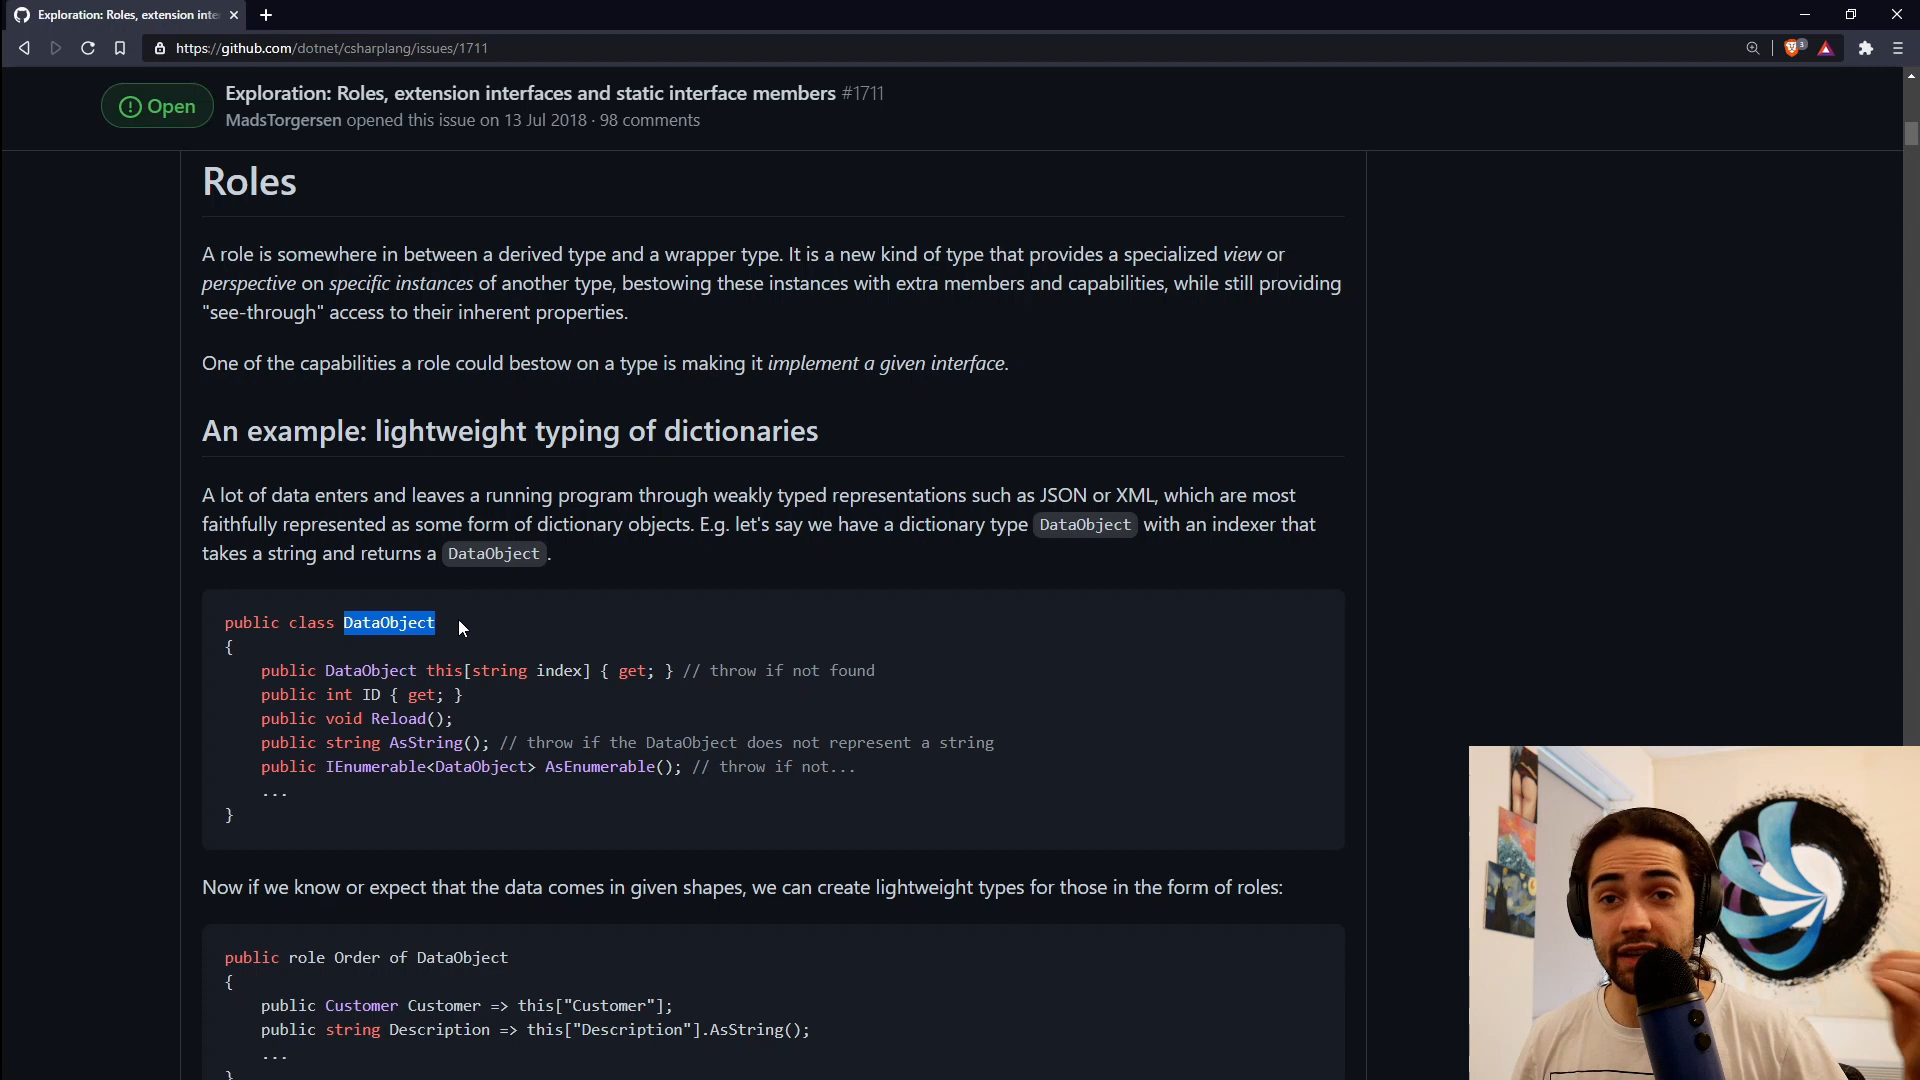 Exploration: Roles, extension inte
https://github.com/dotnet/csharplang/issues/1711
3
Open
Exploration: Roles, extension interfaces and static interface members #1711
MadsTorgersen opened this issue on 13 Jul 2018 · 98 comments
Roles
A role is somewhere in between a derived type and a wrapper type. It is a new kind of type that provides a specialized view or
perspective on specific instances of another type, bestowing these instances with extra members and capabilities, while still providing
"see-through" access to their inherent properties.
One of the capabilities a role could bestow on a type is making it implement a given interface.
An example: lightweight typing of dictionaries
A lot of data enters and leaves a running program through weakly typed representations such as JSON or XML, which are most
faithfully represented as some form of dictionary objects. E.g. let's say we have a dictionary type DataObject with an indexer that
takes a string and returns a DataObject.
public class DataObject
{
    public DataObject this[string index] { get; } // throw if not found
    public int ID { get; }
    public void Reload();
    public string AsString(); // throw if the DataObject does not represent a string
    public IEnumerable<DataObject> AsEnumerable(); // throw if not...
    ...
}
Now if we know or expect that the data comes in given shapes, we can create lightweight types for those in the form of roles:
public role Order of DataObject
{
    public Customer Customer => this["Customer"];
    public string Description => this["Description"].AsString();
    ...
}